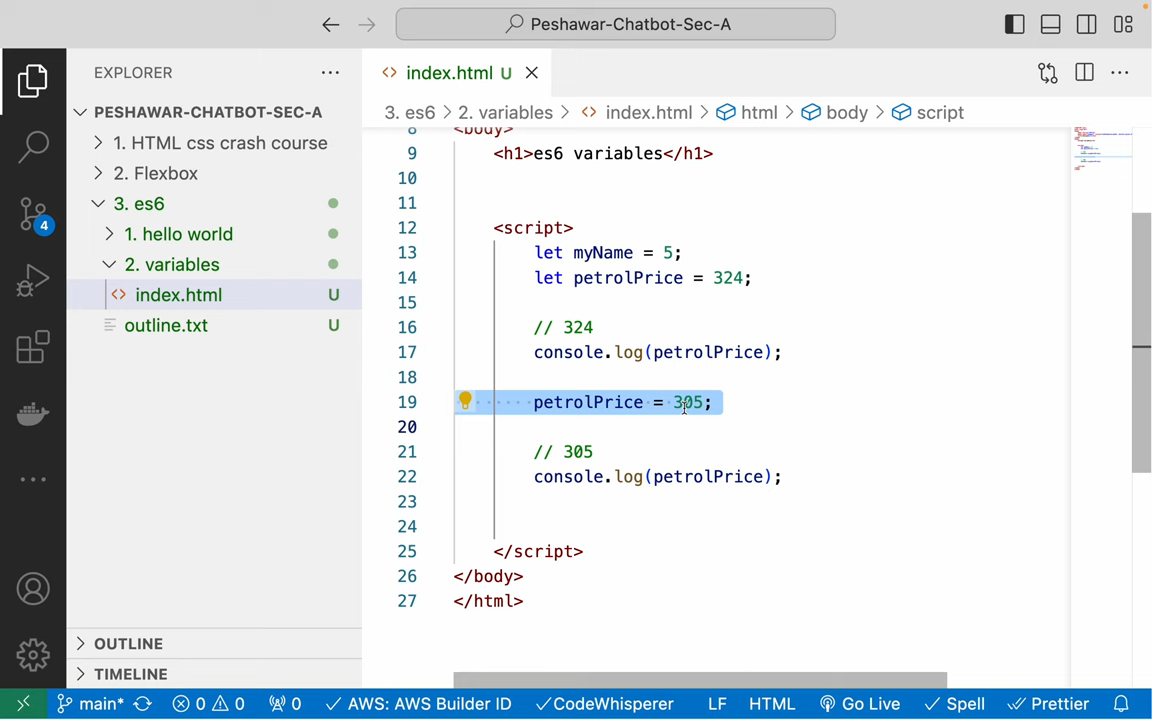 Peshawar-Chatbot-Sec-A
EXPLORER
PESHAWAR-CHATBOT-SEC-A
1. HTML css crash course
2. Flexbox
3. es6
1. hello world
2. variables
index.html U
outline.txt U
OUTLINE
TIMELINE
4
index.html U
3. es6 > 2. variables > index.html > html > body > script
8 <body>
9 <h1>es6 variables</h1>
10
11
12 <script>
13 let myName = 5;
14 let petrolPrice = 324;
15
16 // 324
17 console.log(petrolPrice);
18
19 petrolPrice = 305;
20
21 // 305
22 console.log(petrolPrice);
23
24
25 </script>
26 </body>
27 </html>
main* 0 0 0 AWS: AWS Builder ID CodeWhisperer LF HTML Go Live Spell Prettier